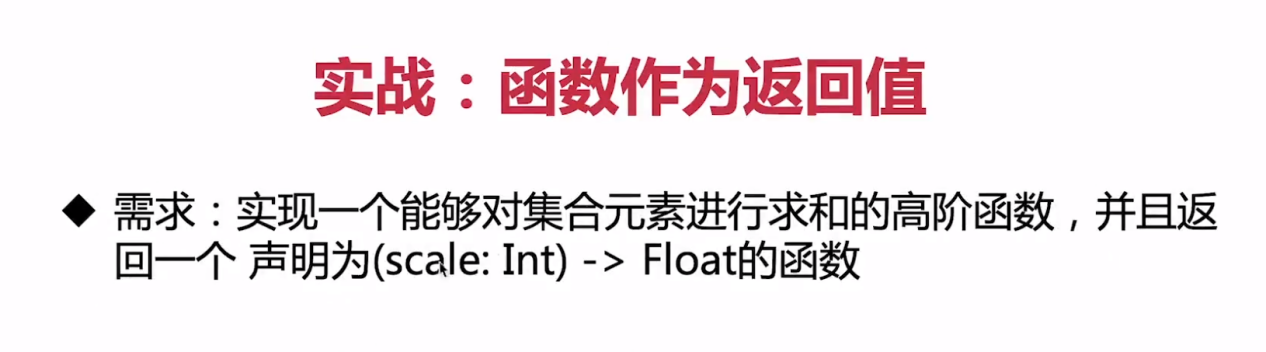 实战：函数作为返回值
◆ 需求：实现一个能够对集合元素进行求和的高阶函数，并且返
回一个 声明为(scale: Int) -> Float的函数